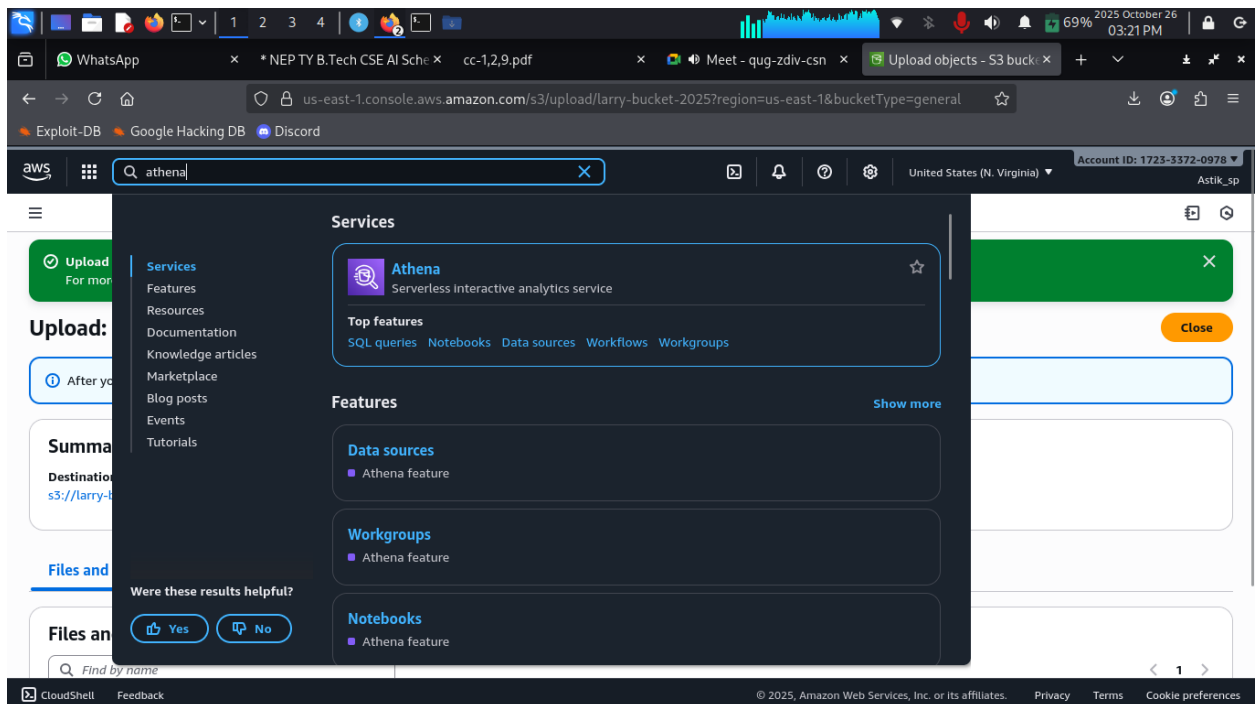 1 2 3 4 2 69% 2025 October 26
03:21 PM
WhatsApp × * NEP TY B.Tech CSE AI Sche × cc-1,2,9.pdf × Meet - qug-zdiv-csn × Upload objects - S3 bucke × +
us-east-1.console.aws.amazon.com/s3/upload/larry-bucket-2025?region=us-east-1&bucketType=general
Exploit-DB Google Hacking DB Discord
aws athena United States (N. Virginia) ▼ Account ID: 1723-3372-0978 ▼
Astik_sp
Services
Features
Resources
Documentation
Knowledge articles
Marketplace
Blog posts
Events
Tutorials
Were these results helpful?
Yes No
Services
Athena
Serverless interactive analytics service
Top features
SQL queries Notebooks Data sources Workflows Workgroups
Features Show more
Data sources
Athena feature
Workgroups
Athena feature
Notebooks
Athena feature
Upload
For mor
Upload: Close
After yo
Summa
Destination
s3://larry-b
Files and
Files an
Find by name < 1 >
CloudShell Feedback © 2025, Amazon Web Services, Inc. or its affiliates. Privacy Terms Cookie preferences